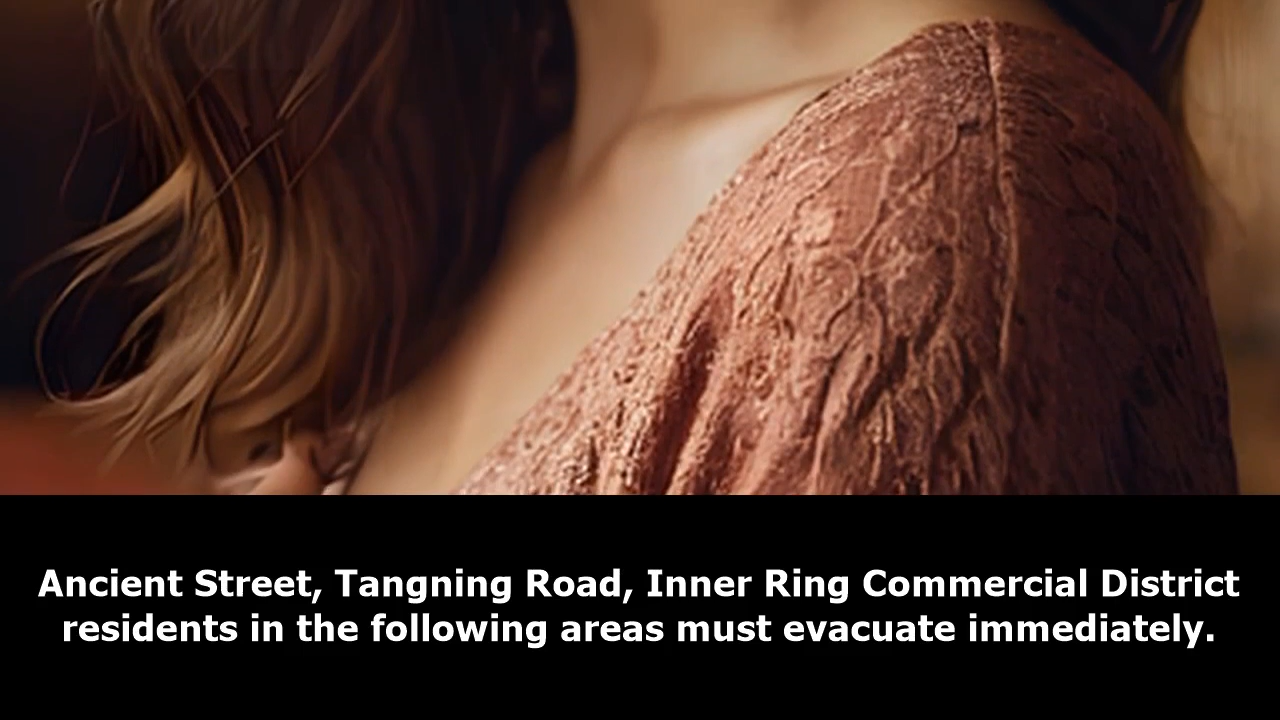 Ancient Street, Tangning Road, Inner Ring Commercial District
residents in the following areas must evacuate immediately.